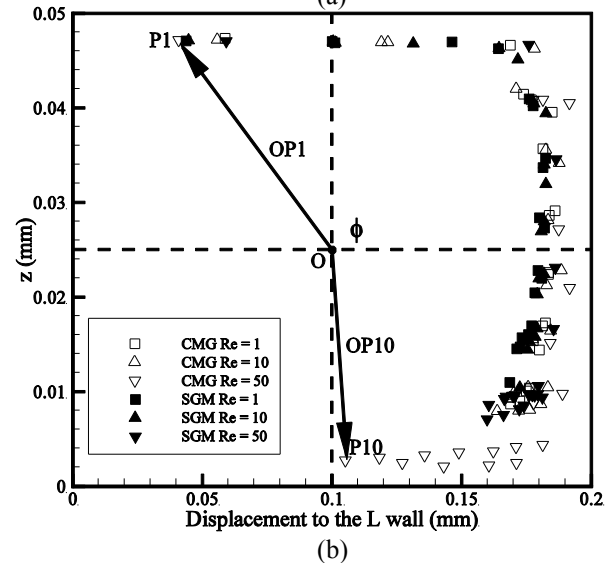 (a)
0.05
P1
0.04
OP1
0.03
z (mm)
ϕ
O
0.02
CMG Re = 1
CMG Re = 10
CMG Re = 50
SGM Re = 1
SGM Re = 10
SGM Re = 50
OP10
0.01
P10
0
0 0.05 0.1 0.15 0.2
Displacement to the L wall (mm)
(b)